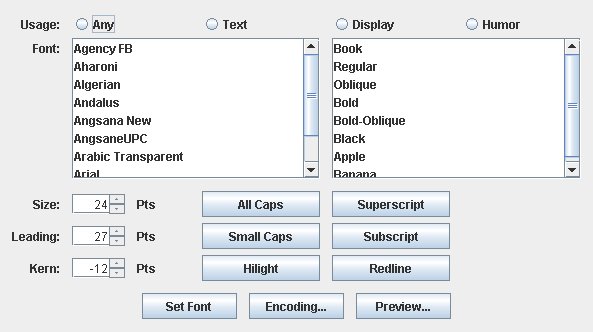 Usage: Any Text Display Humor
Font:
Agency FB
Aharoni
Algerian
Andalus
Angsana New
AngsaneUPC
Arabic Transparent
Arial
Book
Regular
Oblique
Bold
Bold-Oblique
Black
Apple
Banana
Size: 24 Pts All Caps Superscript
Leading: 27 Pts Small Caps Subscript
Kern: -12 Pts Hilight Redline
Set Font Encoding... Preview...